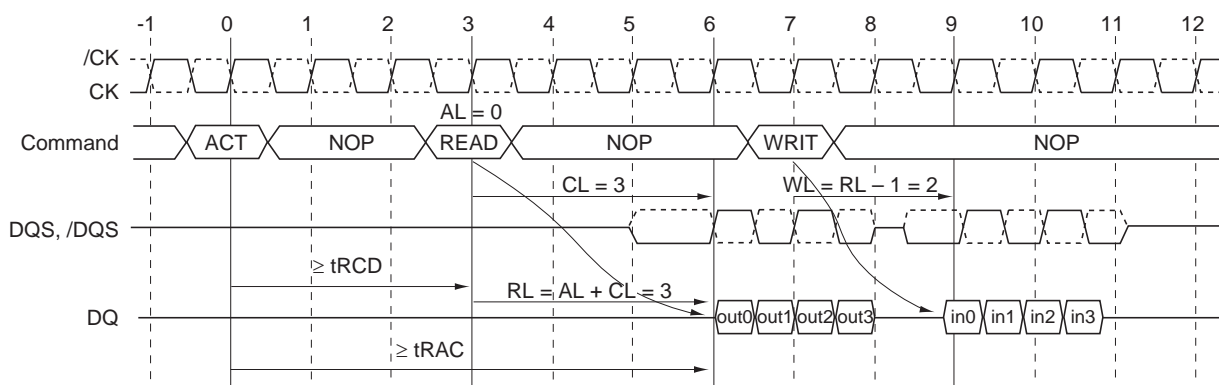 -1 0 1 2 3 4 5 6 7 8 9 10 11 12
/CK
CK
AL = 0
Command ACT NOP READ NOP WRIT NOP
CL = 3 WL = RL – 1 = 2
DQS, /DQS
≥ tRCD
RL = AL + CL = 3
DQ out0 out1 out2 out3 in0 in1 in2 in3
≥ tRAC